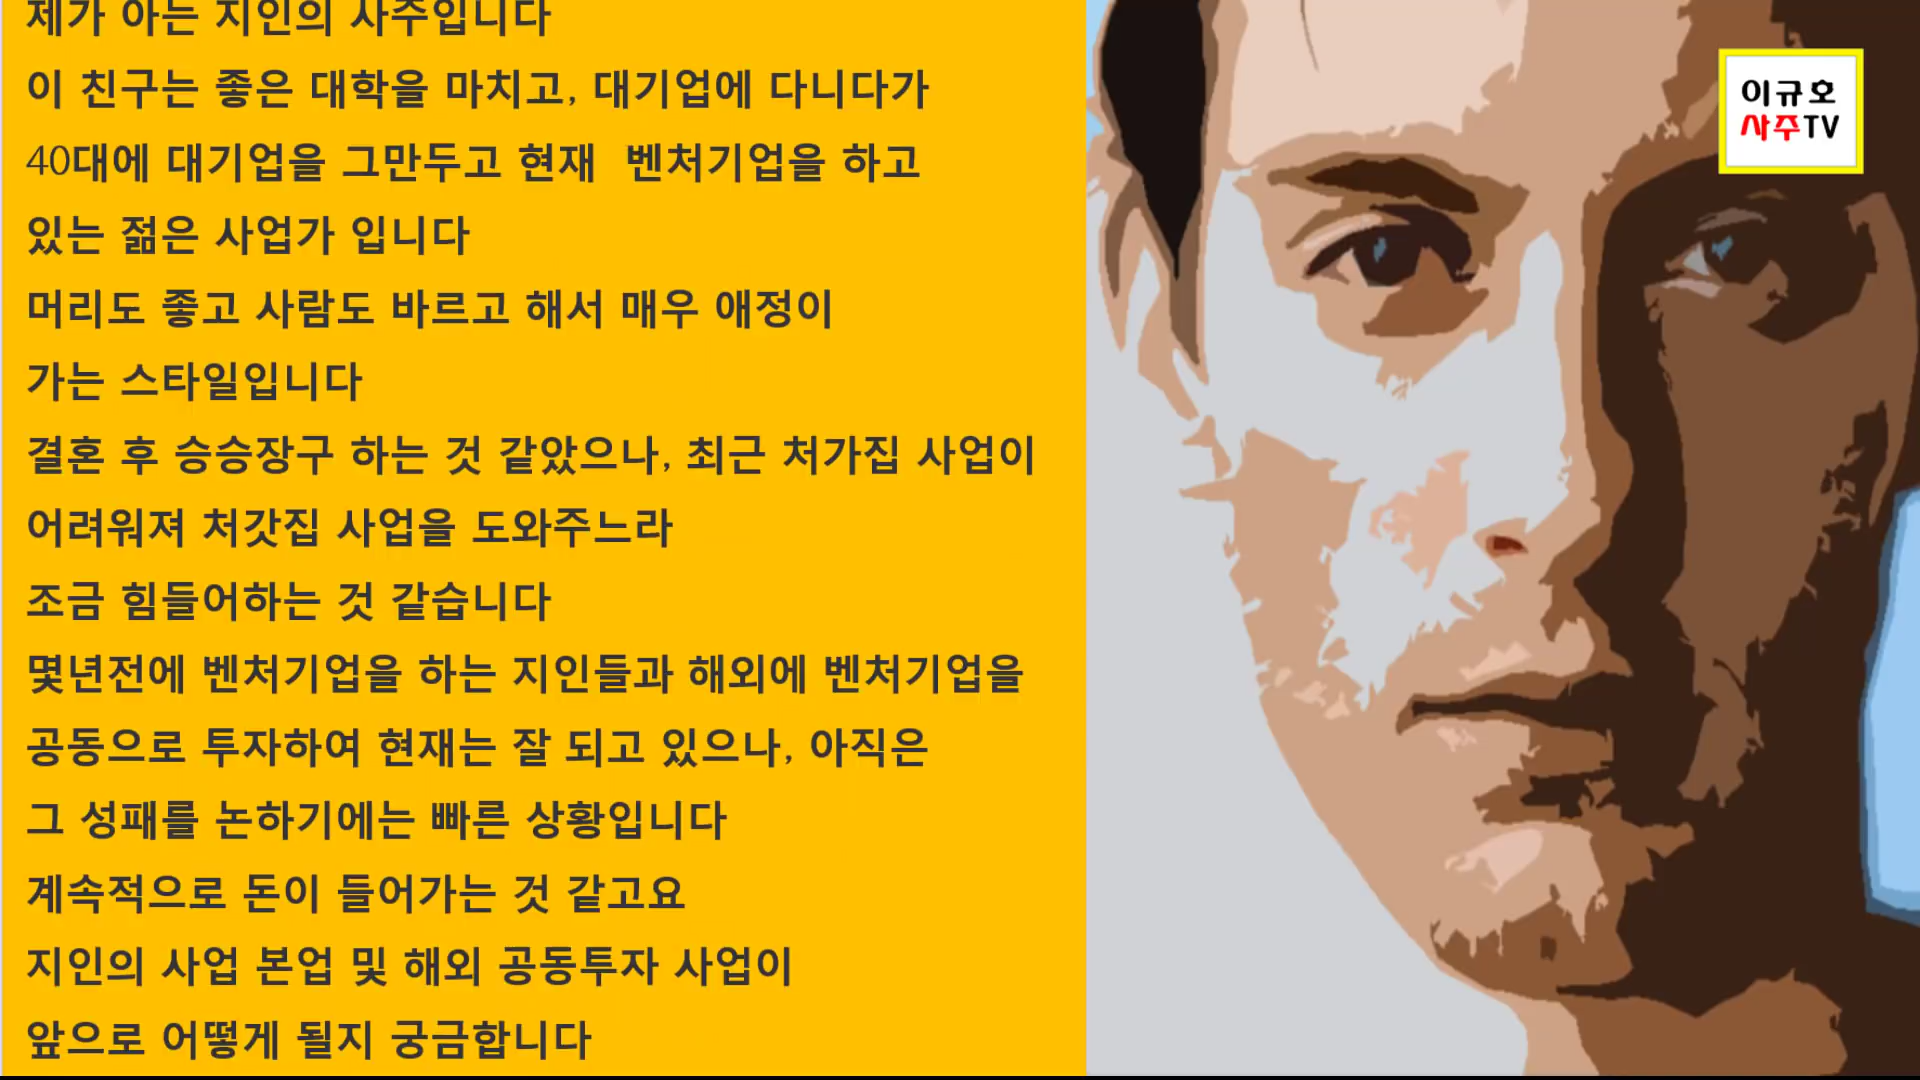 제가 아는 지인의 사주입니다
이 친구는 좋은 대학을 마치고, 대기업에 다니다가
40대에 대기업을 그만두고 현재 벤처기업을 하고
있는 젊은 사업가 입니다
머리도 좋고 사람도 바르고 해서 매우 애정이
가는 스타일입니다
결혼 후 승승장구 하는 것 같았으나, 최근 처가집 사업이
어려워져 처갓집 사업을 도와주느라
조금 힘들어하는 것 같습니다
몇년전에 벤처기업을 하는 지인들과 해외에 벤처기업을
공동으로 투자하여 현재는 잘 되고 있으나, 아직은
그 성패를 논하기에는 빠른 상황입니다
계속적으로 돈이 들어가는 것 같고요
지인의 사업 본업 및 해외 공동투자 사업이
앞으로 어떻게 될지 궁금합니다
이규호
사주TV